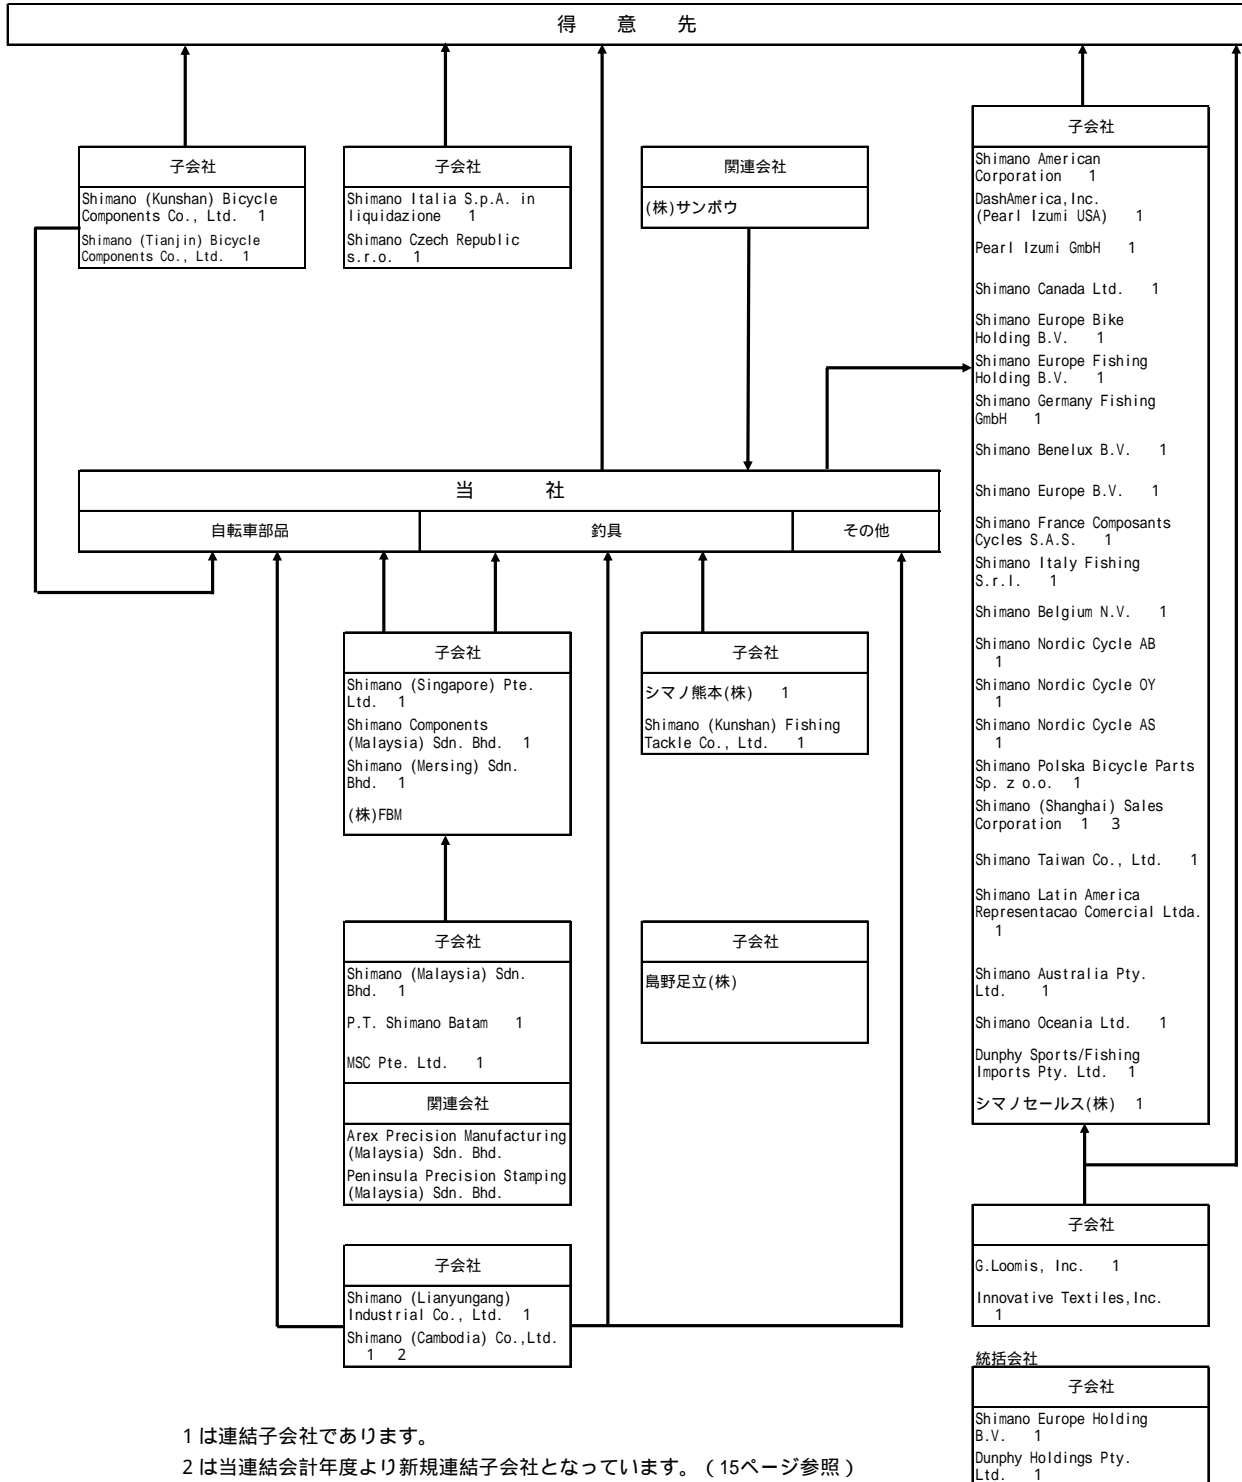 得意先
子会社
Shimano (Kunshan) Bicycle
Components Co., Ltd. 1
Shimano (Tianjin) Bicycle
Components Co., Ltd. 1
子会社
Shimano Italia S.p.A. in
liquidazione 1
Shimano Czech Republic
s.r.o. 1
関連会社
(株)サンボウ
子会社
Shimano American
Corporation 1
DashAmerica,Inc.
(Pearl Izumi USA) 1
Pearl Izumi GmbH 1
Shimano Canada Ltd. 1
Shimano Europe Bike
Holding B.V. 1
Shimano Europe Fishing
Holding B.V. 1
Shimano Germany Fishing
GmbH 1
Shimano Benelux B.V. 1
Shimano Europe B.V. 1
Shimano France Composants
Cycles S.A.S. 1
Shimano Italy Fishing
S.r.l. 1
Shimano Belgium N.V. 1
Shimano Nordic Cycle AB
1
Shimano Nordic Cycle OY
1
Shimano Nordic Cycle AS
1
Shimano Polska Bicycle Parts
Sp. z o.o. 1
Shimano (Shanghai) Sales
Corporation 1 3
Shimano Taiwan Co., Ltd. 1
Shimano Latin America
Representacao Comercial Ltda.
1
Shimano Australia Pty.
Ltd. 1
Shimano Oceania Ltd. 1
Dunphy Sports/Fishing
Imports Pty. Ltd. 1
シマノセールス(株) 1
当社
自転車部品 釣具 その他
子会社
Shimano (Singapore) Pte.
Ltd. 1
Shimano Components
(Malaysia) Sdn. Bhd. 1
Shimano (Mersing) Sdn.
Bhd. 1
(株)FBM
子会社
シマノ熊本(株) 1
Shimano (Kunshan) Fishing
Tackle Co., Ltd. 1
子会社
Shimano (Malaysia) Sdn.
Bhd. 1
P.T. Shimano Batam 1
MSC Pte. Ltd. 1
関連会社
Arex Precision Manufacturing
(Malaysia) Sdn. Bhd.
Peninsula Precision Stamping
(Malaysia) Sdn. Bhd.
子会社
島野足立(株)
子会社
Shimano (Lianyungang)
Industrial Co., Ltd. 1
Shimano (Cambodia) Co.,Ltd.
1 2
子会社
G.Loomis, Inc. 1
Innovative Textiles,Inc.
1
統括会社
子会社
Shimano Europe Holding
B.V. 1
Dunphy Holdings Pty.
Ltd. 1
1は連結子会社であります。
2は当連結会計年度より新規連結子会社となっています。（15ページ参照）